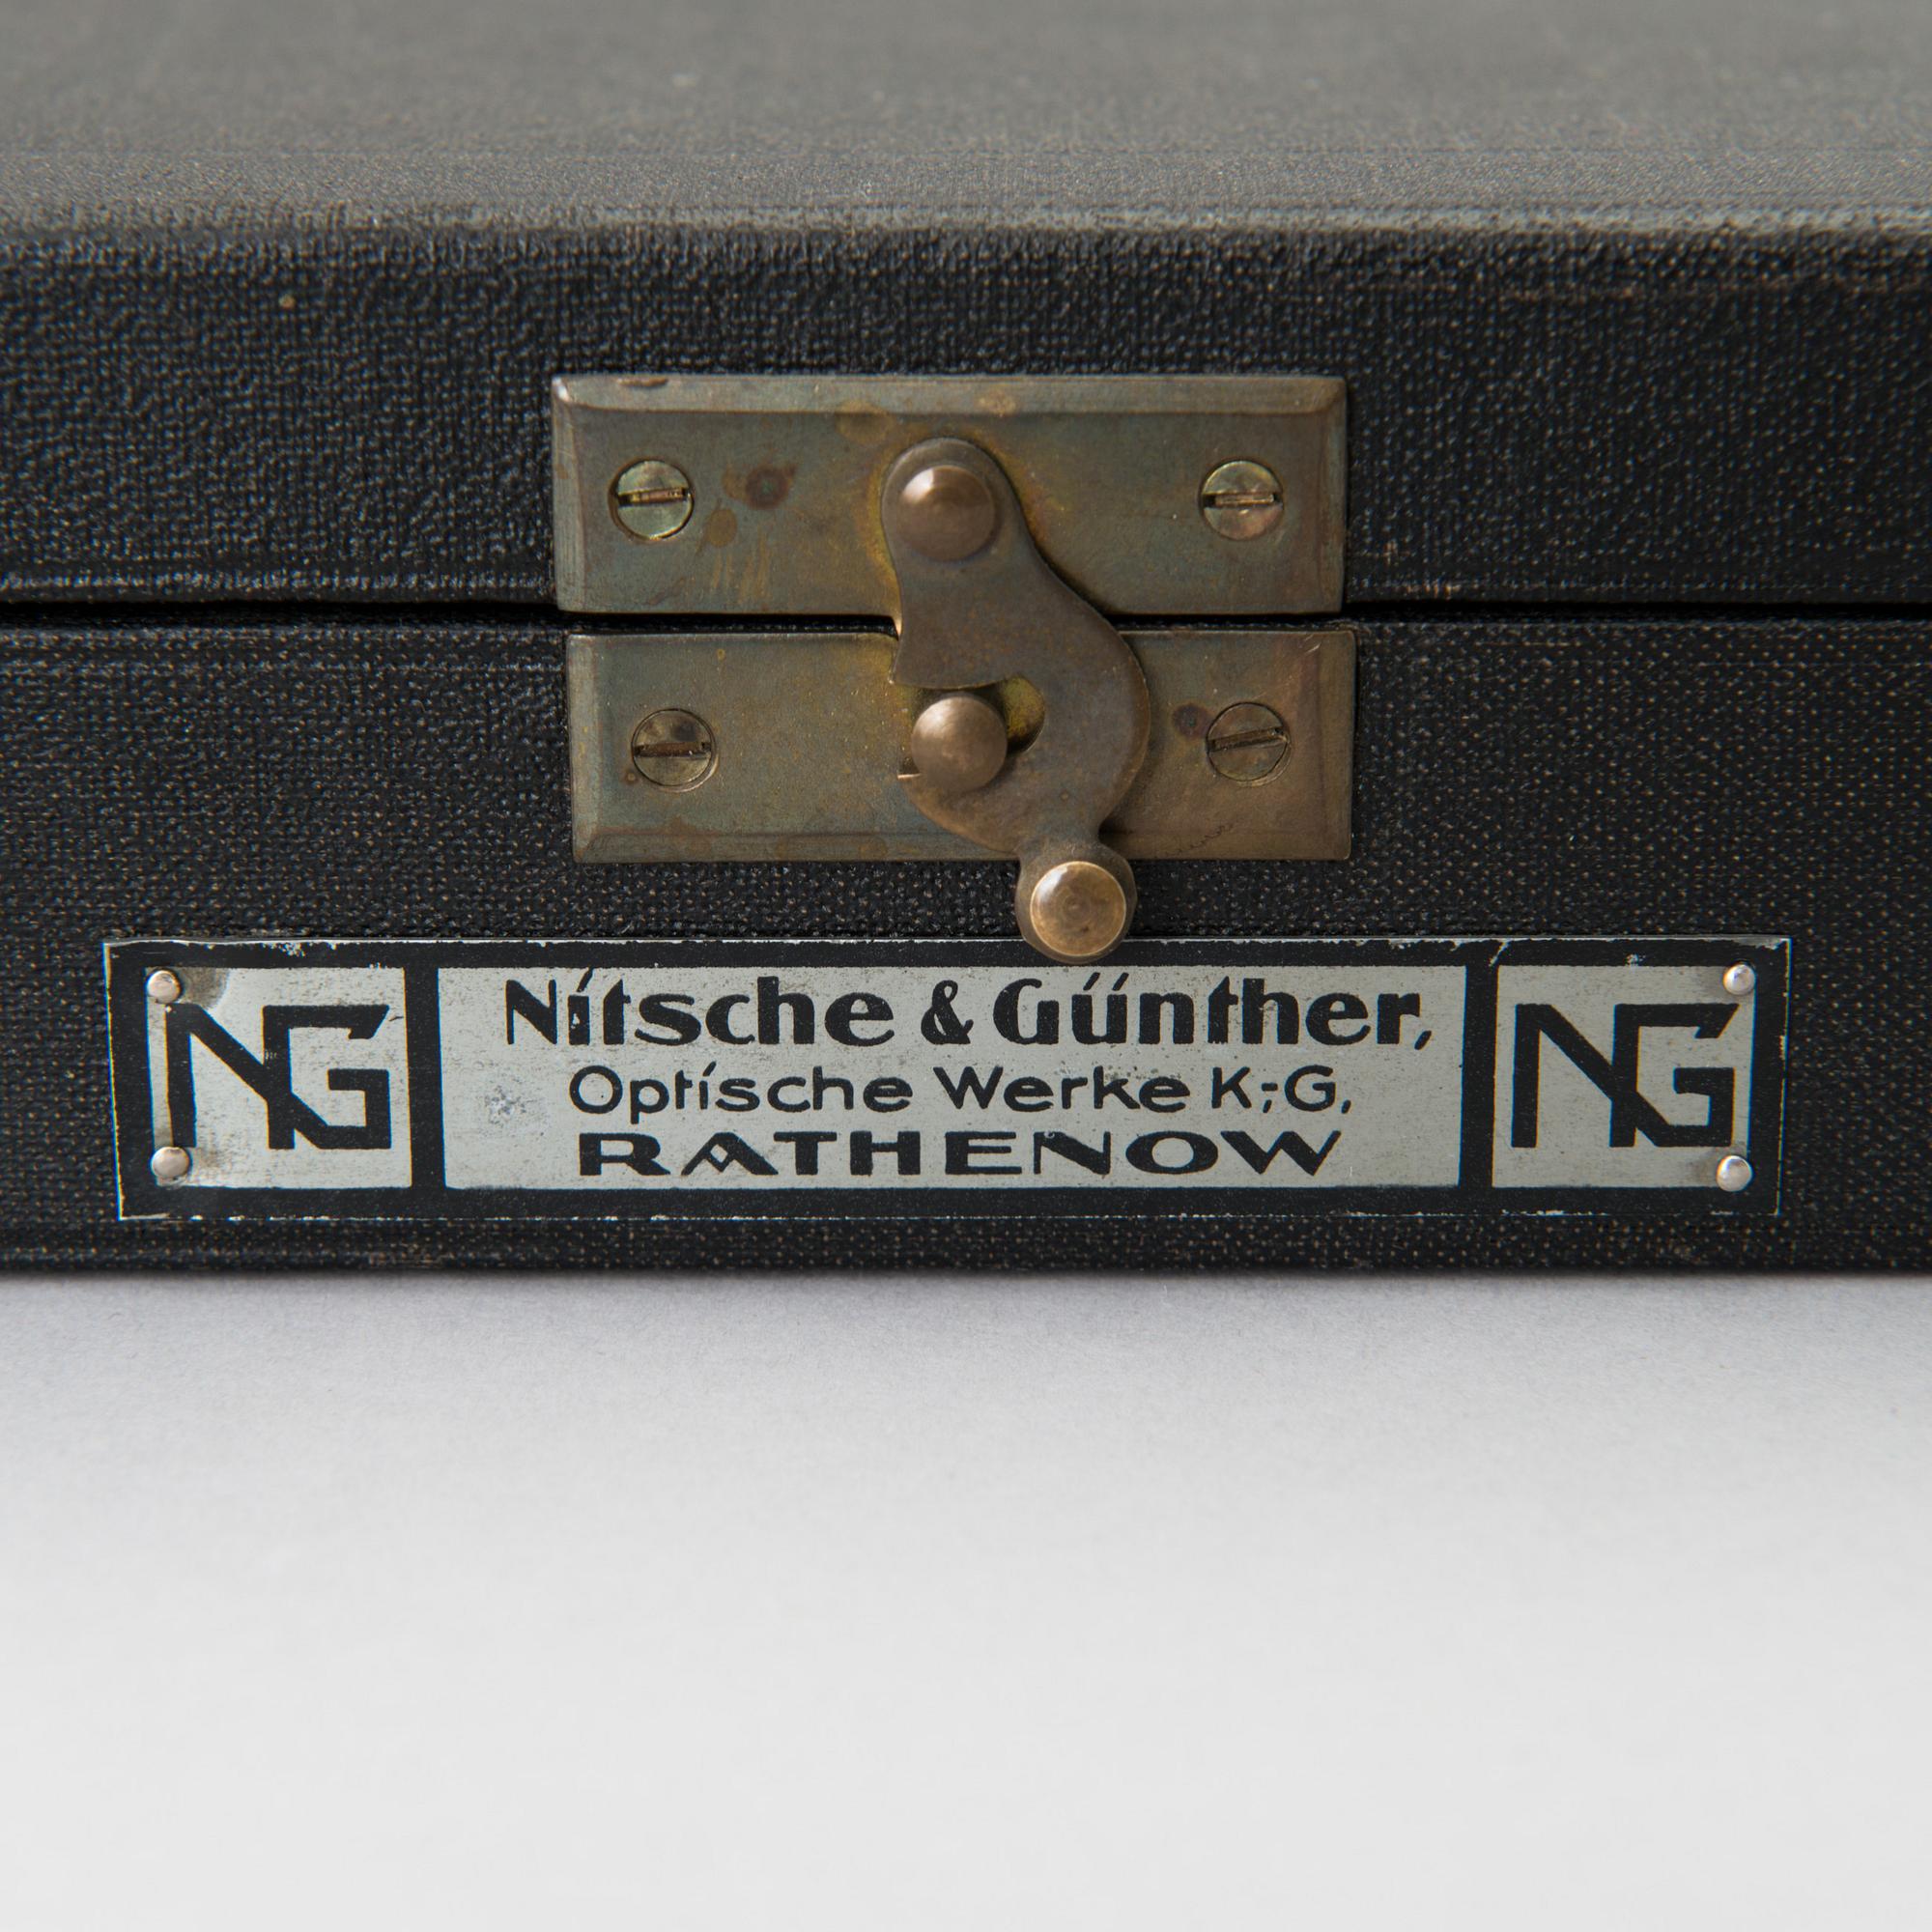 NG
Nitsche & Günther,
Optische Werke K.-G.,
RATHENOW
NG